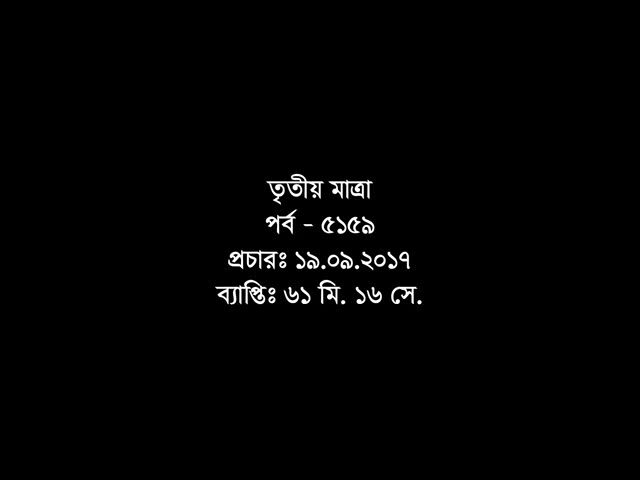 তৃতীয় মাত্রা
পর্ব - ৫১৫৯
প্রচারঃ ১৯.০৯.২০১৭
ব্যাপ্তিঃ ৬১ মি. ১৬ সে.